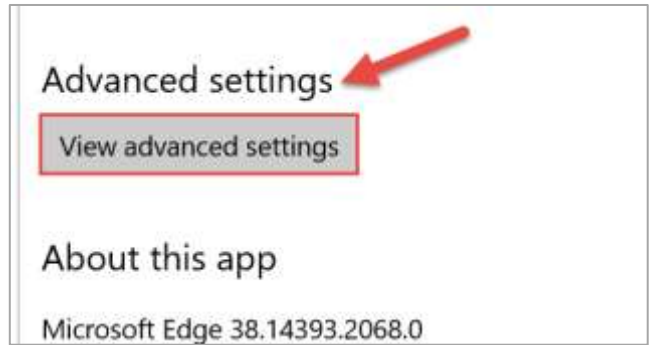 Advanced settings
View advanced settings
About this app
Microsoft Edge 38.14393.2068.0